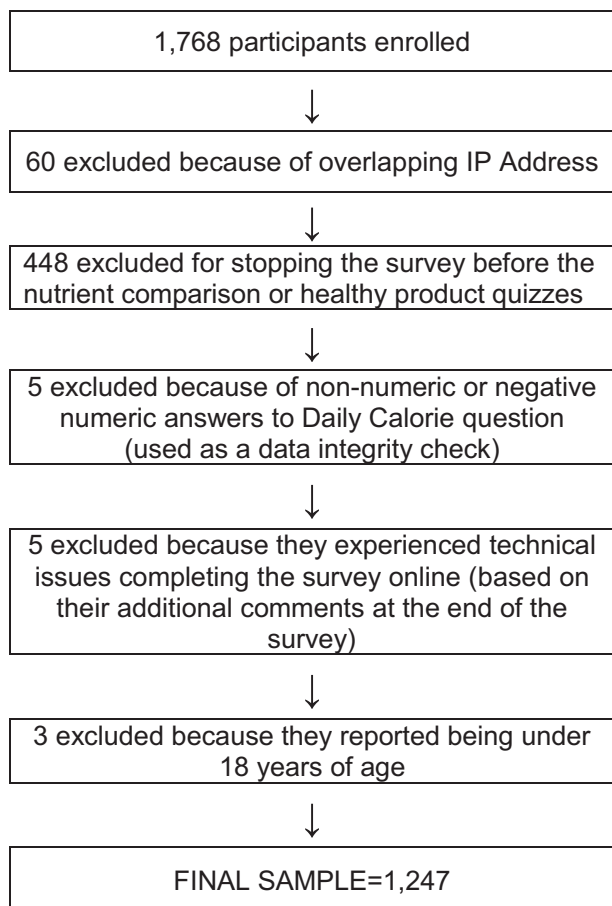 1,768 participants enrolled
↓
60 excluded because of overlapping IP Address
↓
448 excluded for stopping the survey before the
nutrient comparison or healthy product quizzes
↓
5 excluded because of non-numeric or negative
numeric answers to Daily Calorie question
(used as a data integrity check)
↓
5 excluded because they experienced technical
issues completing the survey online (based on
their additional comments at the end of the
survey)
↓
3 excluded because they reported being under
18 years of age
↓
FINAL SAMPLE=1,247